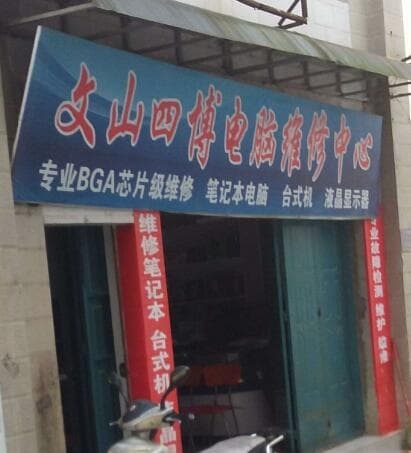 文山四博电脑维修中心
专业BGA芯片级维修 笔记本电脑 台式机 液晶显示器
维修笔记本 台式机
专业故障检测 维护 维修